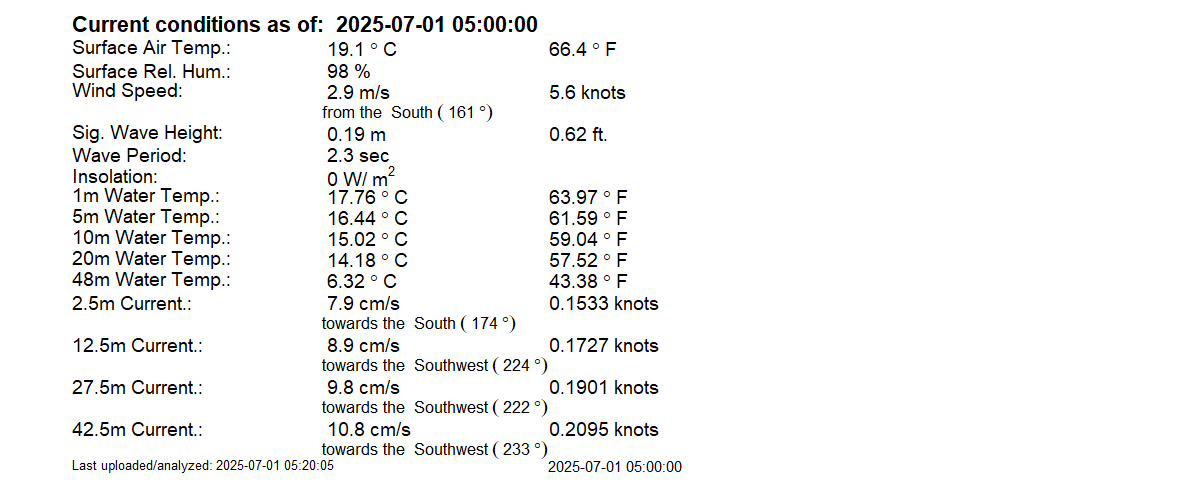 Current conditions as of: 2025-07-01 05:00:00
Surface Air Temp.: 19.1 ° C 66.4 ° F
Surface Rel. Hum.: 98 %
Wind Speed: 2.9 m/s 5.6 knots
from the South ( 161 °)
Sig. Wave Height: 0.19 m 0.62 ft.
Wave Period: 2.3 sec
Insolation: 0 W/ m²
1m Water Temp.: 17.76 ° C 63.97 ° F
5m Water Temp.: 16.44 ° C 61.59 ° F
10m Water Temp.: 15.02 ° C 59.04 ° F
20m Water Temp.: 14.18 ° C 57.52 ° F
48m Water Temp.: 6.32 ° C 43.38 ° F
2.5m Current.: 7.9 cm/s 0.1533 knots
towards the South ( 174 °)
12.5m Current.: 8.9 cm/s 0.1727 knots
towards the Southwest ( 224 °)
27.5m Current.: 9.8 cm/s 0.1901 knots
towards the Southwest ( 222 °)
42.5m Current.: 10.8 cm/s 0.2095 knots
towards the Southwest ( 233 °)
Last uploaded/analyzed: 2025-07-01 05:20:05 2025-07-01 05:00:00